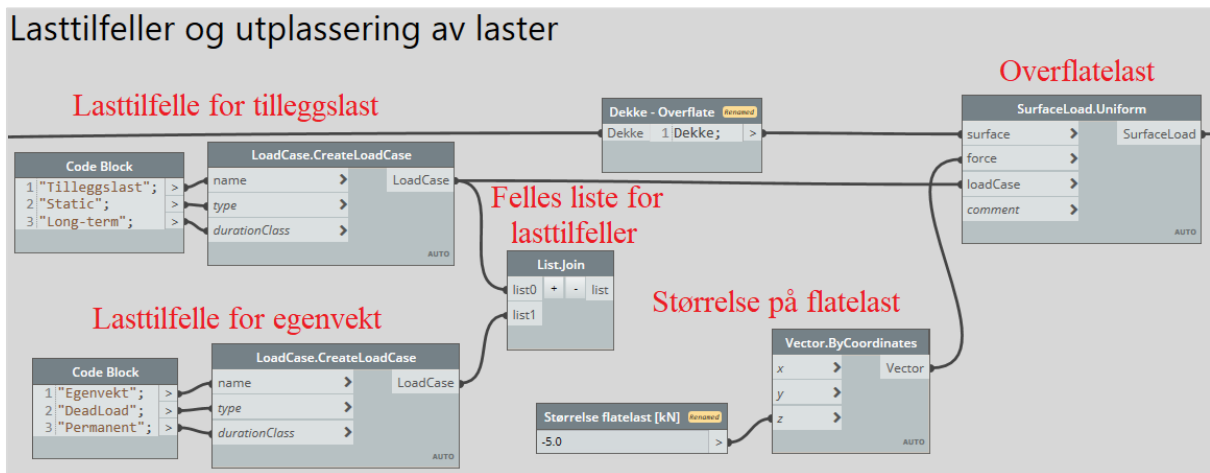 Lasttilfeller og utplassering av laster
Overflatelast
Lasttilfelle for tilleggslast
Dekke - Overflate Renamed
Dekke 1 Dekke; >
SurfaceLoad.Uniform
surface > SurfaceLoad
force >
loadCase >
comment >
AUTO
Code Block
1 "Tilleggslast"; >
2 "Static"; >
3 "Long-term"; >
LoadCase.CreateLoadCase
name > LoadCase
type >
durationClass >
AUTO
Felles liste for
lasttilfeller
List.Join
list0 + - list
list1
Størrelse på flatelast
Lasttilfelle for egenvekt
Vector.ByCoordinates
x > Vector
y >
z >
AUTO
Code Block
1 "Egenvekt"; >
2 "DeadLoad"; >
3 "Permanent"; >
LoadCase.CreateLoadCase
name > LoadCase
type >
durationClass >
AUTO
Størrelse flatelast [kN] Renamed
-5.0 >